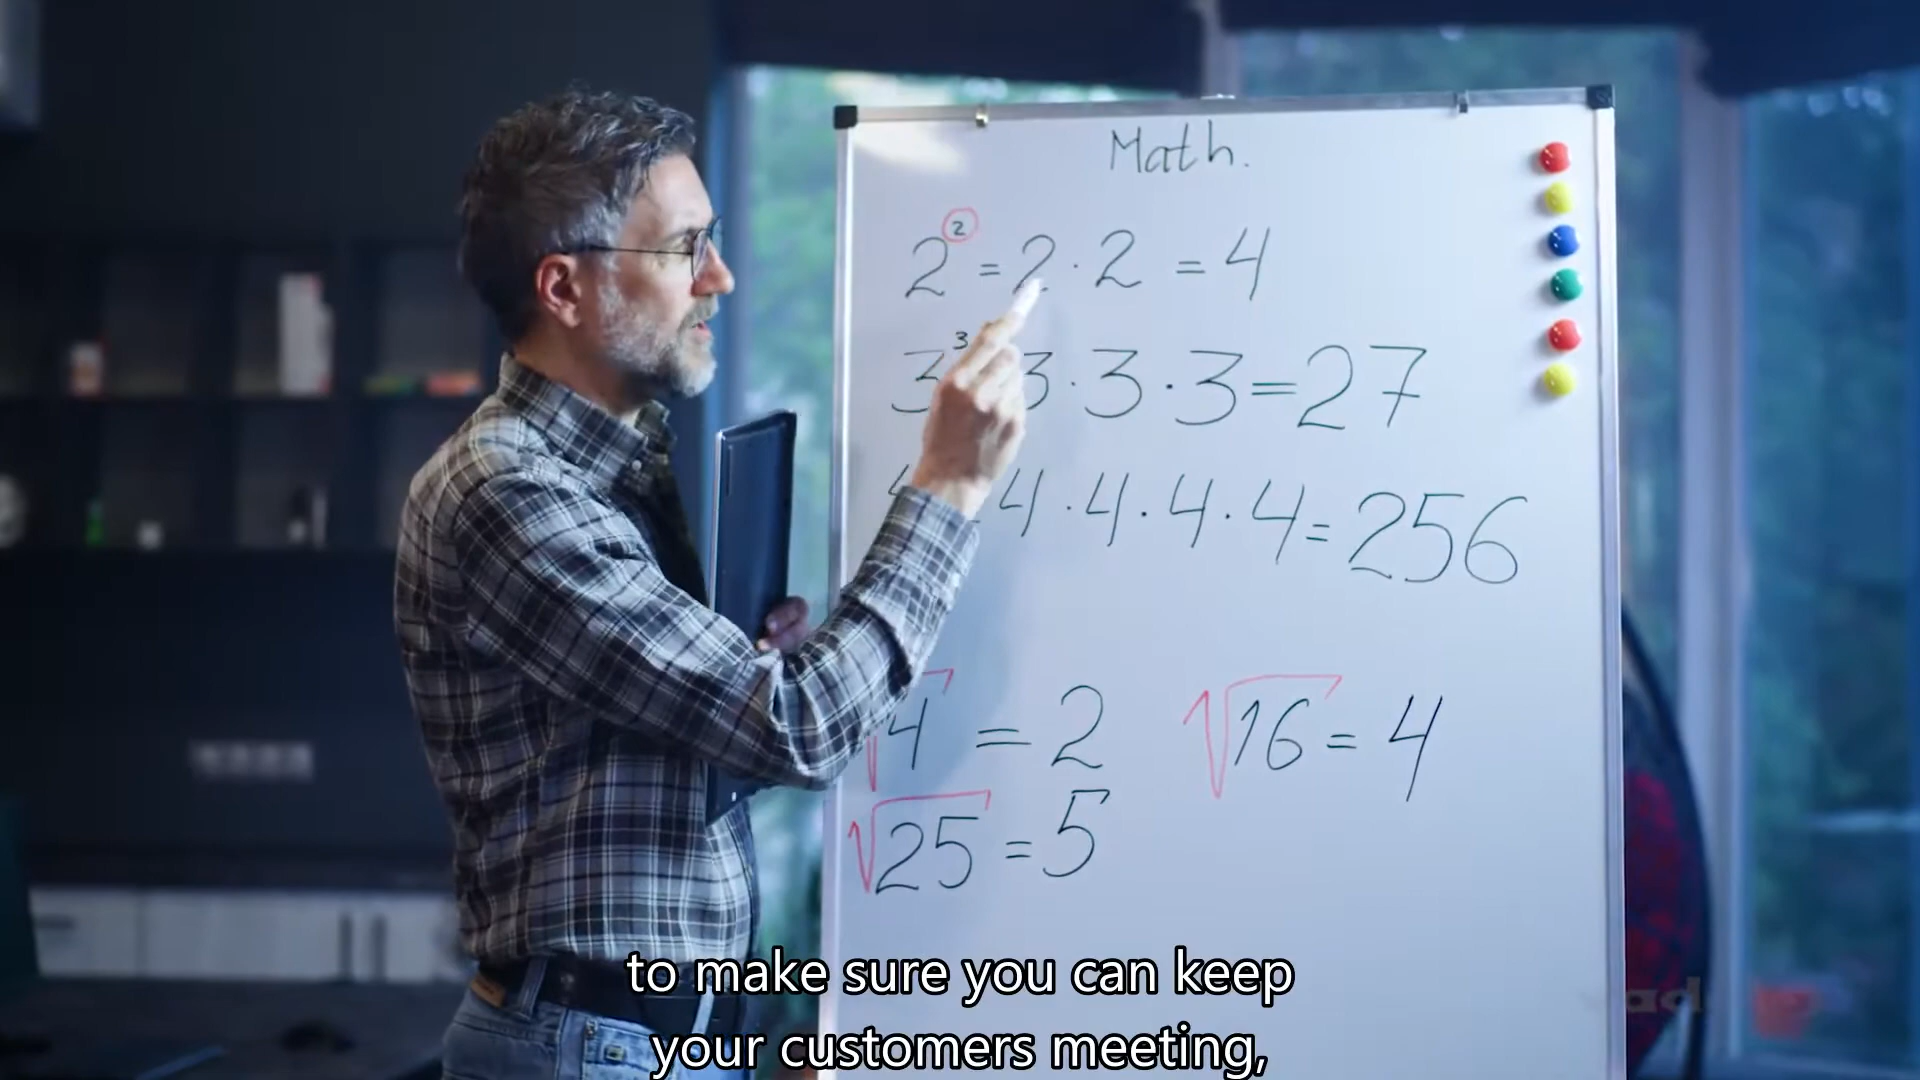 Math.
2² = 2 · 2 = 4
3³ 3 · 3 · 3 = 27
4 · 4 · 4 · 4 = 256
√4 = 2 √16 = 4
√25 = 5
to make sure you can keep
your customers meeting,